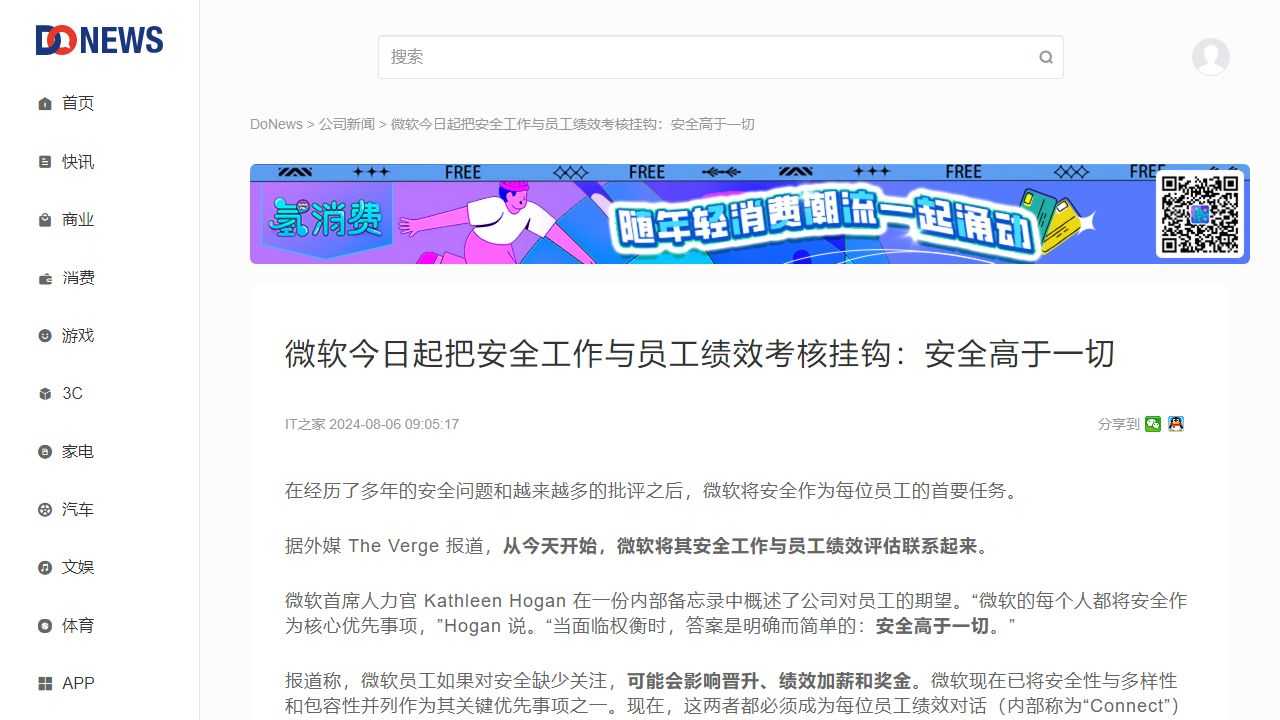 DONEWS
搜索
首页
快讯
商业
消费
游戏
3C
家电
汽车
文娱
体育
APP
DoNews > 公司新闻 > 微软今日起把安全工作与员工绩效考核挂钩：安全高于一切
FREE FREE FREE FREE
氢消费
随年轻消费潮流一起涌动
微软今日起把安全工作与员工绩效考核挂钩：安全高于一切
IT之家 2024-08-06 09:05:17
分享到
在经历了多年的安全问题和越来越多的批评之后，微软将安全作为每位员工的首要任务。
据外媒 The Verge 报道，从今天开始，微软将其安全工作与员工绩效评估联系起来。
微软首席人力官 Kathleen Hogan 在一份内部备忘录中概述了公司对员工的期望。“微软的每个人都将安全作
为核心优先事项，”Hogan 说。“当面临权衡时，答案是明确而简单的：安全高于一切。”
报道称，微软员工如果对安全缺少关注，可能会影响晋升、绩效加薪和奖金。微软现在已将安全性与多样性
和包容性并列作为其关键优先事项之一。现在，这两者都必须成为每位员工绩效对话（内部称为“Connect”）